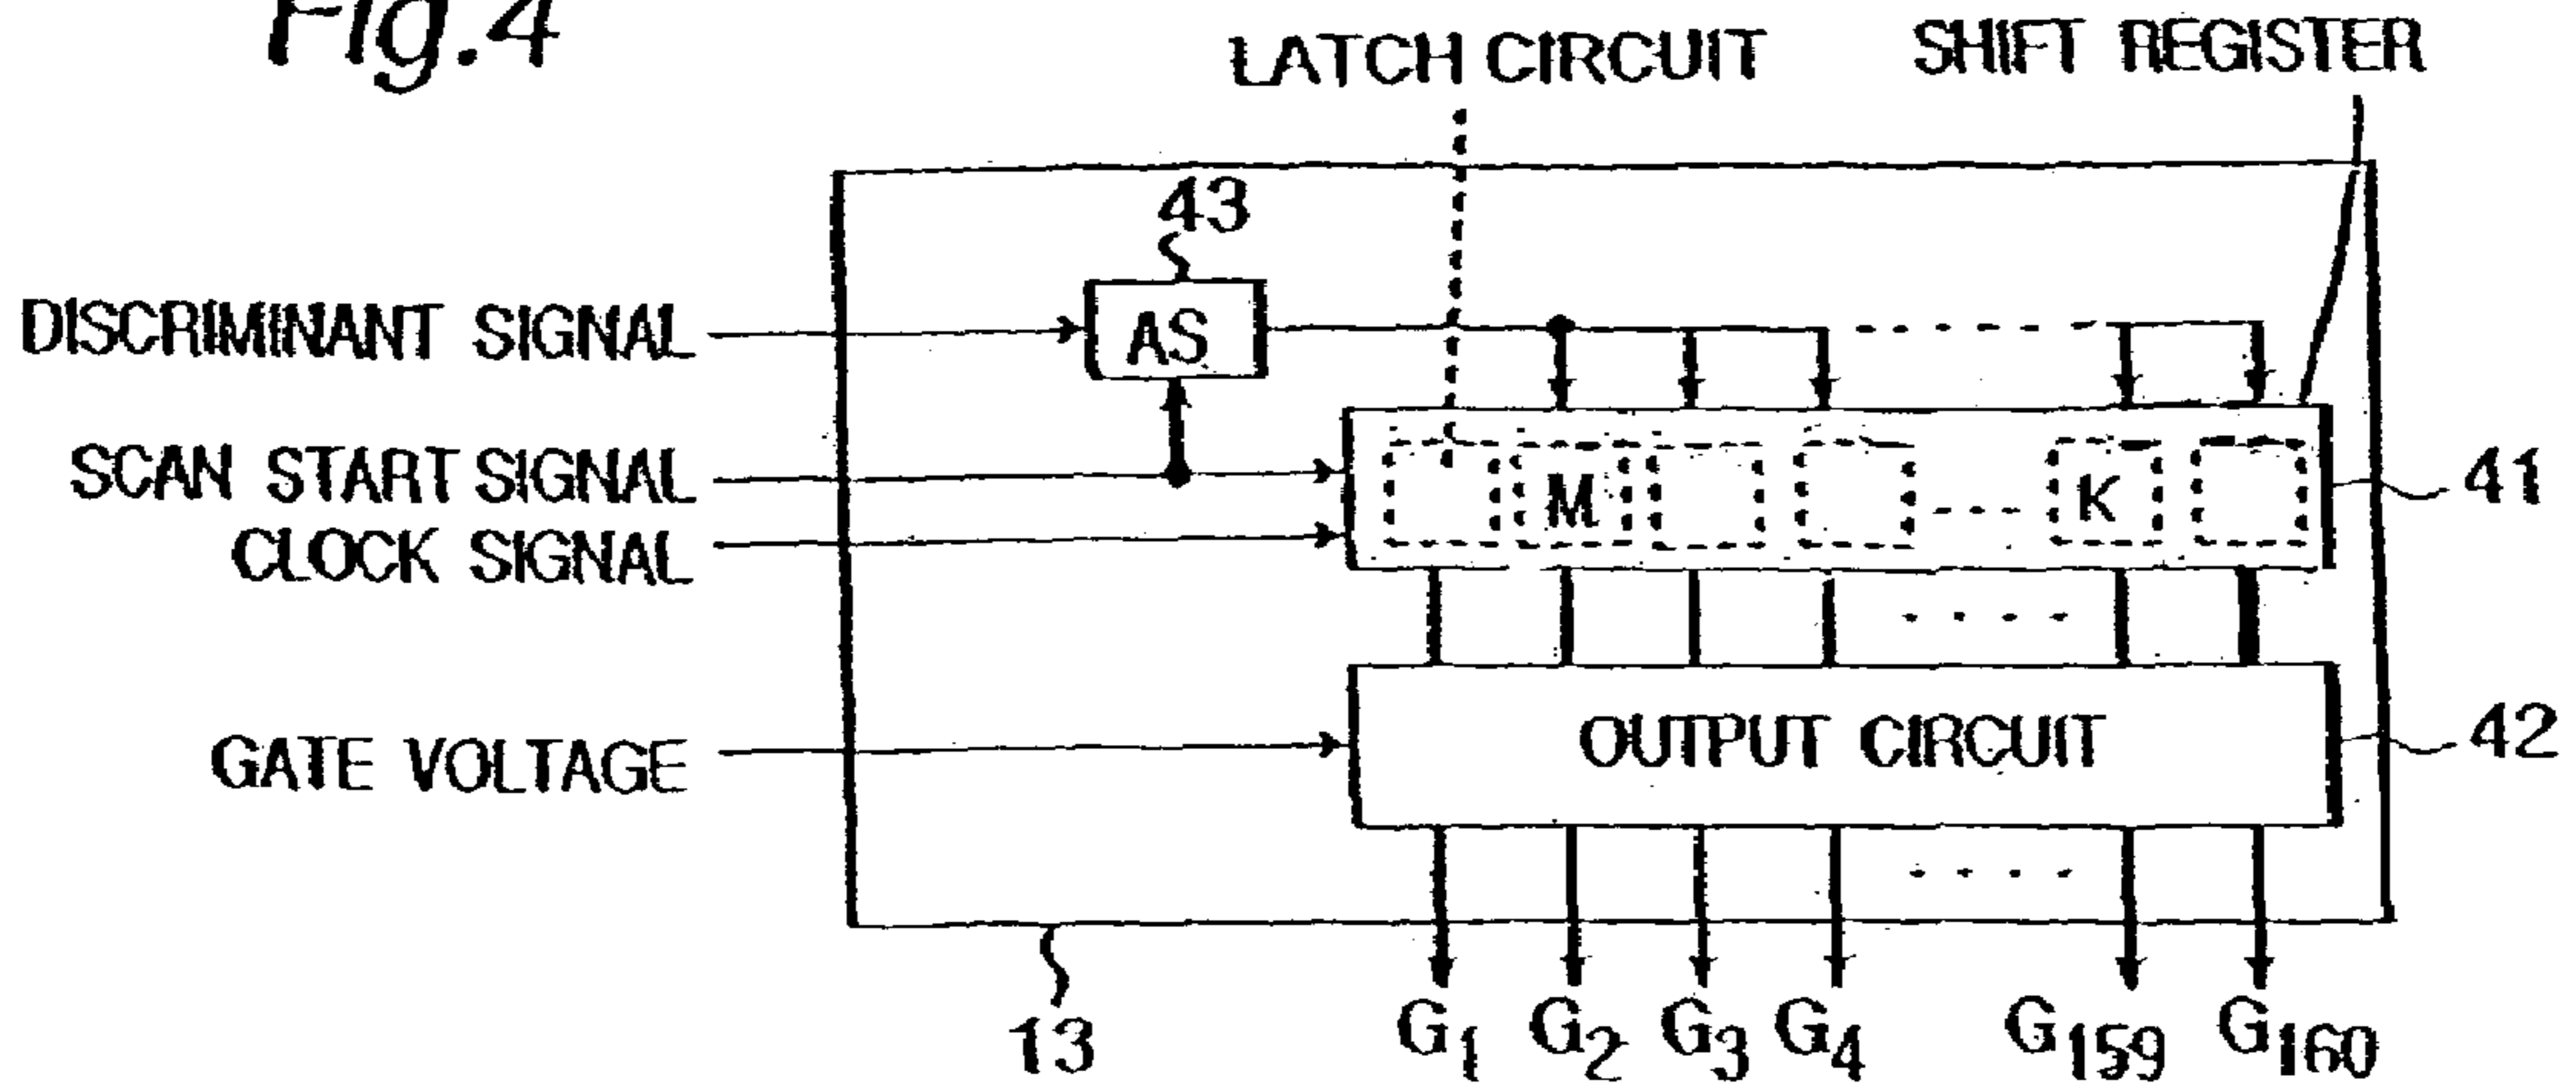 Fig.4
LATCH CIRCUIT SHIFT REGISTER
43
DISCRIMINANT SIGNAL
AS
SCAN START SIGNAL
M K
41
CLOCK SIGNAL
GATE VOLTAGE
OUTPUT CIRCUIT
42
13
G1 G2 G3 G4 G159 G160